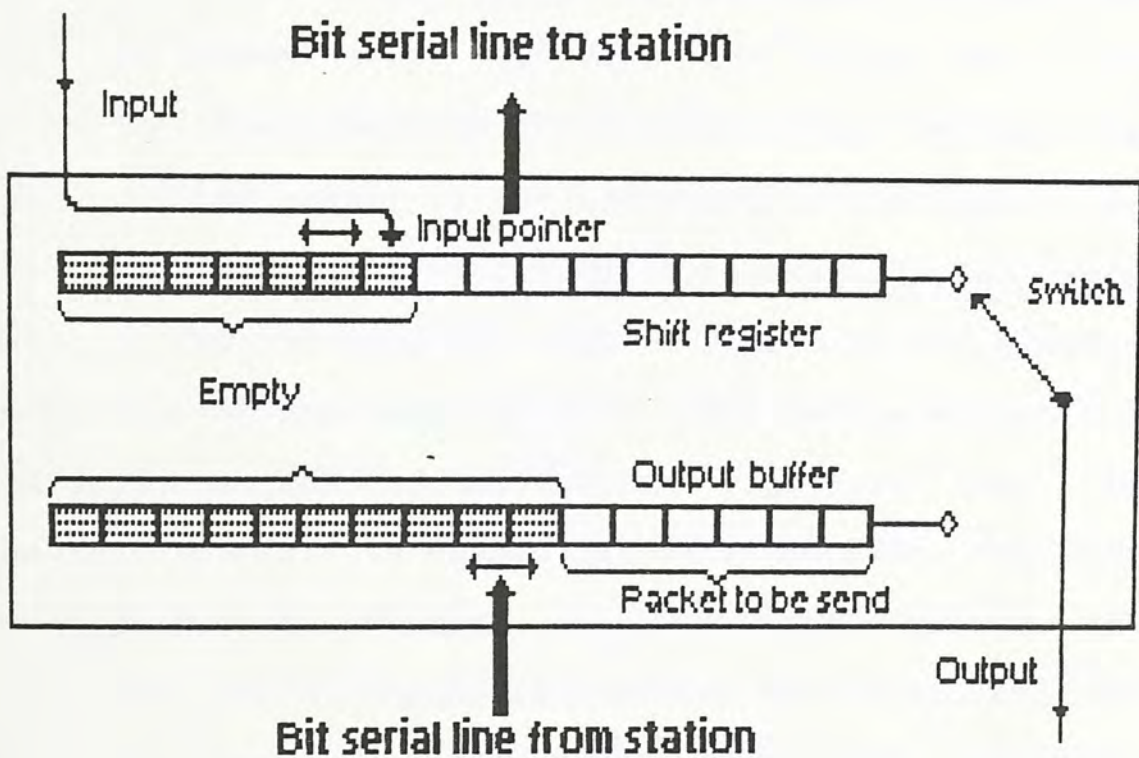 Bit serial line to station
Input
Input pointer
Switch
Shift register
Empty
Output buffer
Packet to be send
Output
Bit serial line from station